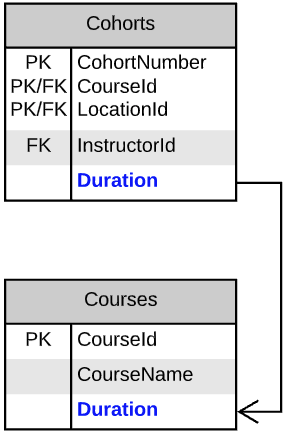 Cohorts
PK CohortNumber
PK/FK CourseId
PK/FK LocationId
FK InstructorId
Duration
Courses
PK CourseId
CourseName
Duration